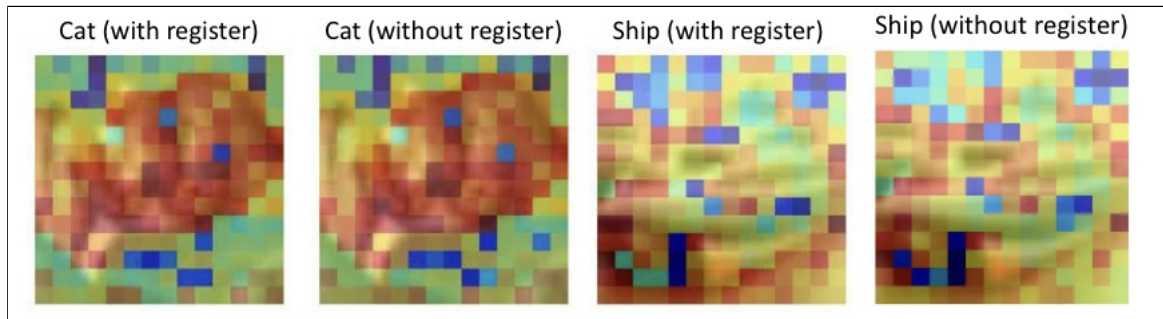 Cat (with register)
Cat (without register)
Ship (with register)
Ship (without register)